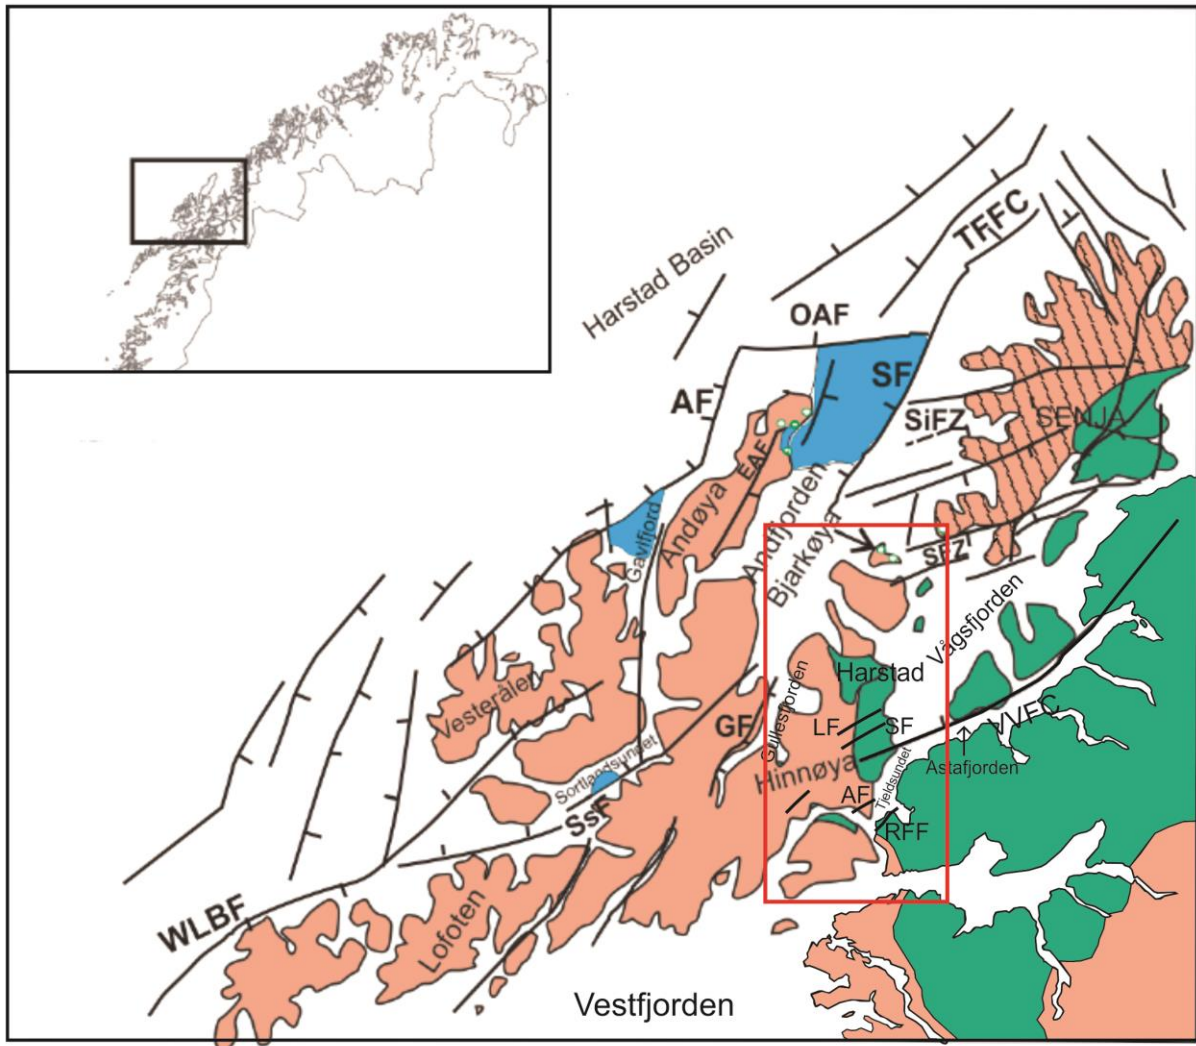 Harstad Basin
TFFC
OAF
SF
AF
SiFZ
SENJA
EAF
Andøya
Andfjorden
Gavlfjord
Bjarkøya
SFZ
Vågsfjorden
Vesterålen
Harstad
Gullesfjorden
GF
LF
SF
VVFC
Astafjorden
Hinnøya
Sortlandsundet
SsF
AF
Tjeldsundet
RFF
WLBF
Lofoten
Vestfjorden